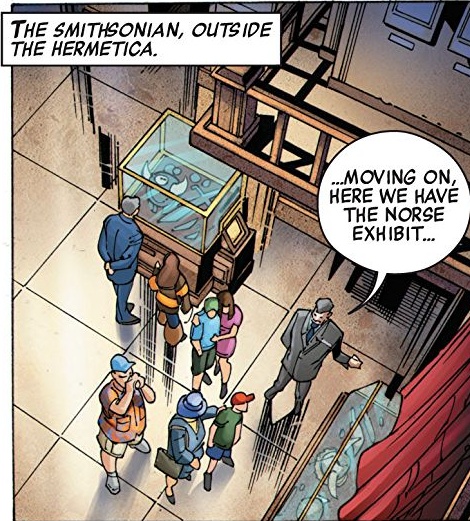 THE SMITHSONIAN, OUTSIDE
THE HERMETICA.
...MOVING ON,
HERE WE HAVE
THE NORSE
EXHIBIT...